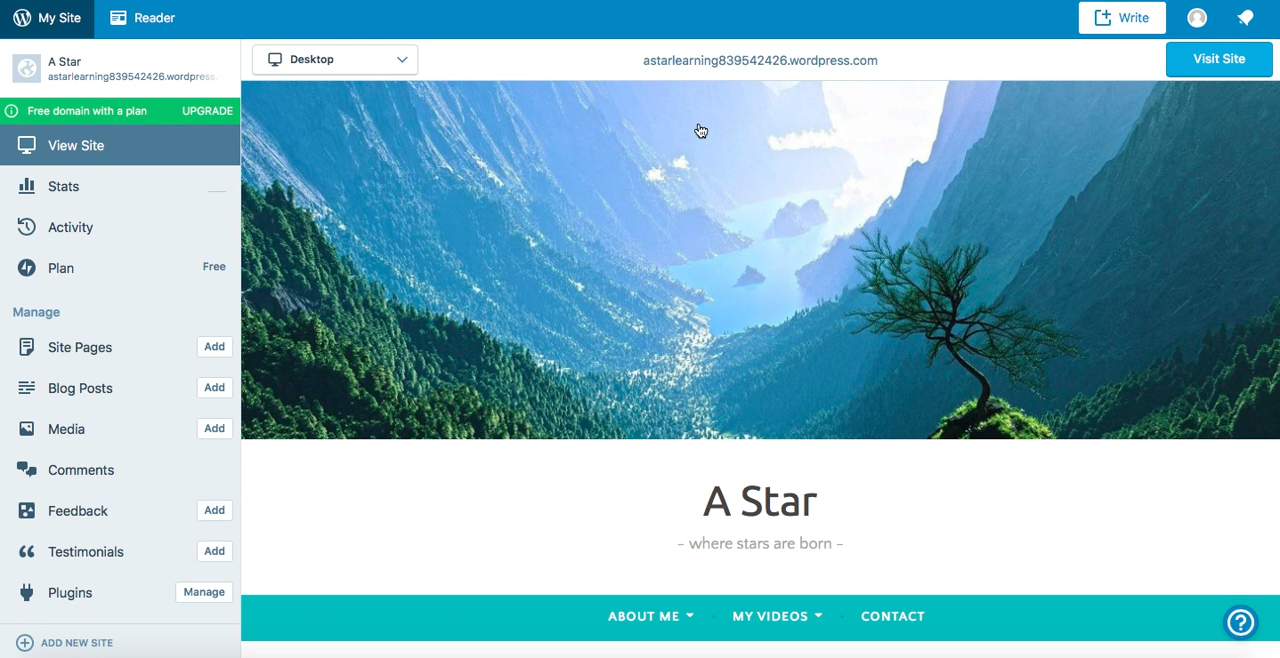 My Site
Reader
Write
A Star
astarlearning839542426.wordpress.
Desktop
astarlearning839542426.wordpress.com
Visit Site
Free domain with a plan UPGRADE
View Site
Stats
Activity
Plan Free
Manage
Site Pages Add
Blog Posts Add
Media Add
Comments
Feedback Add
Testimonials Add
Plugins Manage
ADD NEW SITE
A Star
– where stars are born –
ABOUT ME MY VIDEOS CONTACT